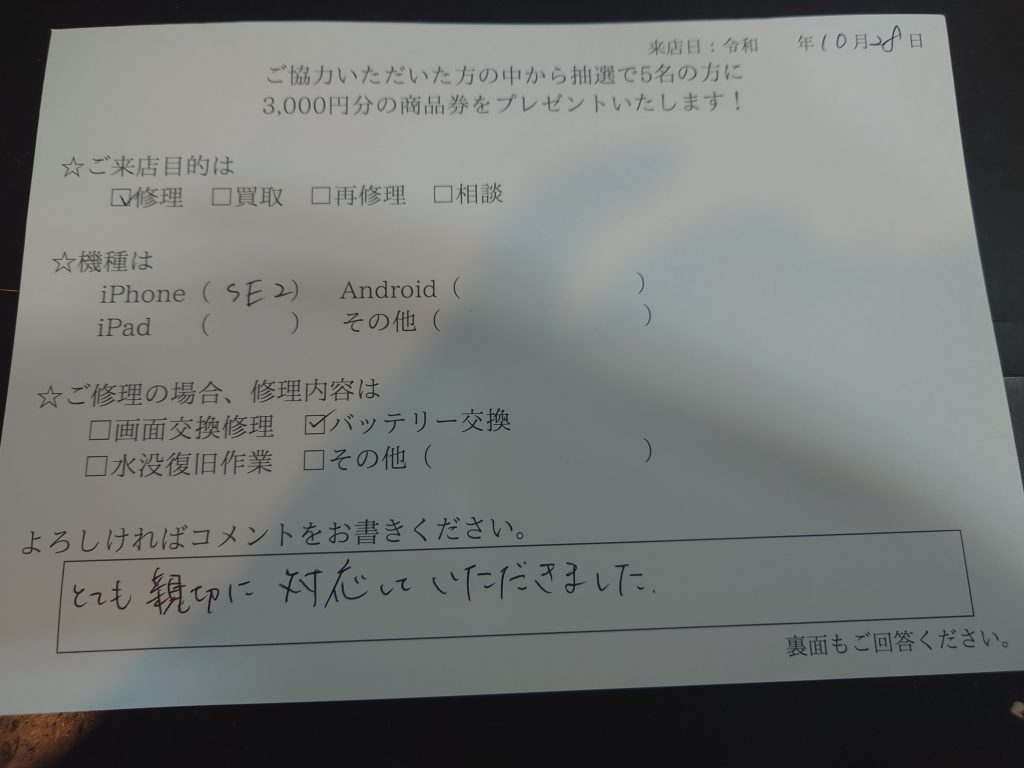 来店日：令和　　年10月28日
ご協力いただいた方の中から抽選で5名の方に
3,000円分の商品券をプレゼントいたします！
☆ご来店目的は
☑修理　□買取　□再修理　□相談
☆機種は
iPhone（ SE2）　Android（　　　　　　　）
iPad　（　　　）　その他（　　　　　　　）
☆ご修理の場合、修理内容は
□画面交換修理　☑バッテリー交換
□水没復旧作業　□その他（　　　　　　　）
よろしければコメントをお書きください。
とても親切に対応していただきました.
裏面もご回答ください。